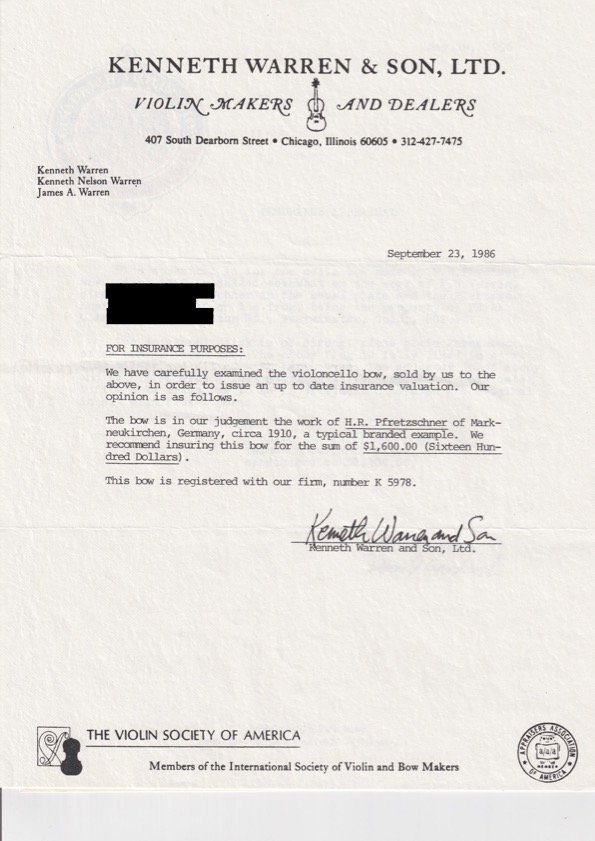 KENNETH WARREN & SON, LTD.
VIOLIN MAKERS AND DEALERS
407 South Dearborn Street • Chicago, Illinois 60605 • 312-427-7475
Kenneth Warren
Kenneth Nelson Warren
James A. Warren
September 23, 1986
FOR INSURANCE PURPOSES:
We have carefully examined the violoncello bow, sold by us to the
above, in order to issue an up to date insurance valuation. Our
opinion is as follows.
The bow is in our judgement the work of H.R. Pfretzschner of Mark-
neukirchen, Germany, circa 1910, a typical branded example. We
recommend insuring this bow for the sum of $1,600.00 (Sixteen Hun-
dred Dollars).
This bow is registered with our firm, number K 5978.
Kenneth Warren and Son
Kenneth Warren and Son, Ltd.
THE VIOLIN SOCIETY OF AMERICA
Members of the International Society of Violin and Bow Makers
APPRAISERS ASSOCIATION
OF AMERICA
a/a/a
MEMBER